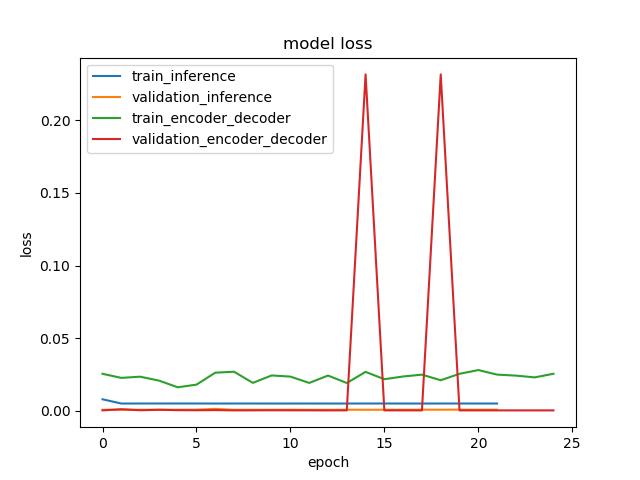 model loss
train_inference
validation_inference
train_encoder_decoder
validation_encoder_decoder
0.20
0.15
0.10
0.05
0.00
loss
0 5 10 15 20 25
epoch